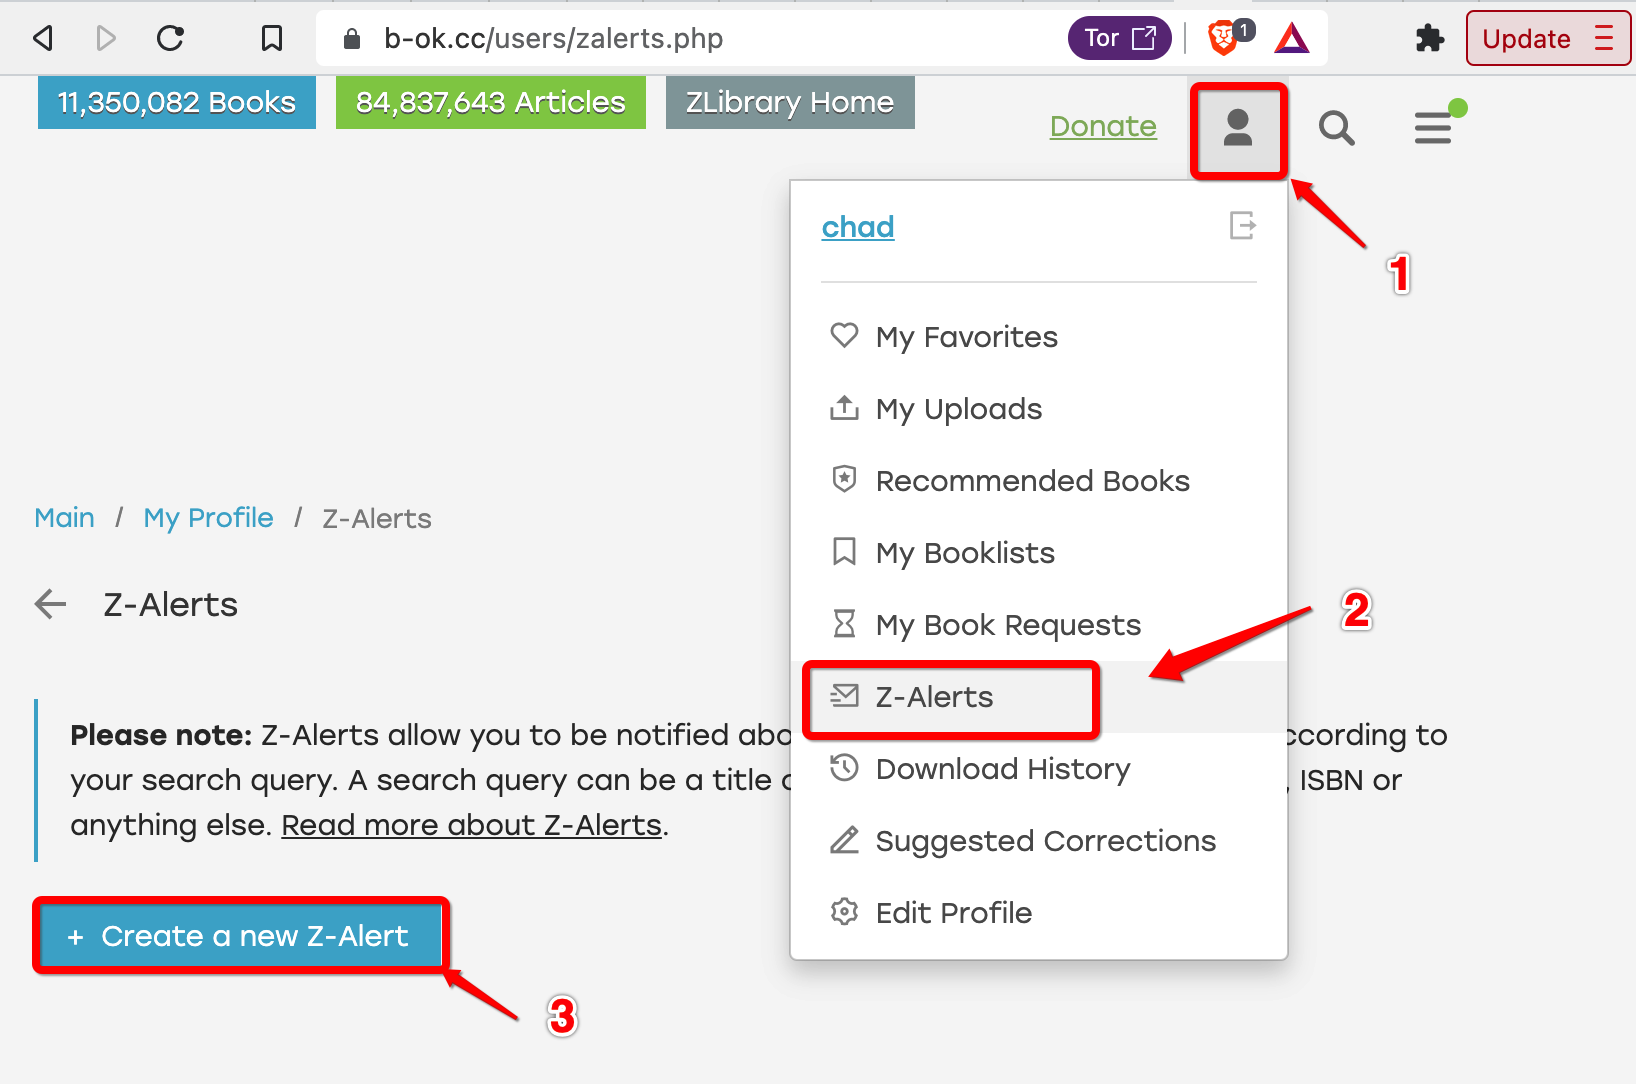 b-ok.cc/users/zalerts.php
Tor
1
Update
11,350,082 Books
84,837,643 Articles
ZLibrary Home
Donate
1
chad
My Favorites
My Uploads
Recommended Books
My Booklists
My Book Requests
2
Z-Alerts
Download History
Suggested Corrections
Edit Profile
Main / My Profile / Z-Alerts
Z-Alerts
Please note: Z-Alerts allow you to be notified abo ccording to
your search query. A search query can be a title , ISBN or
anything else. Read more about Z-Alerts.
+ Create a new Z-Alert
3